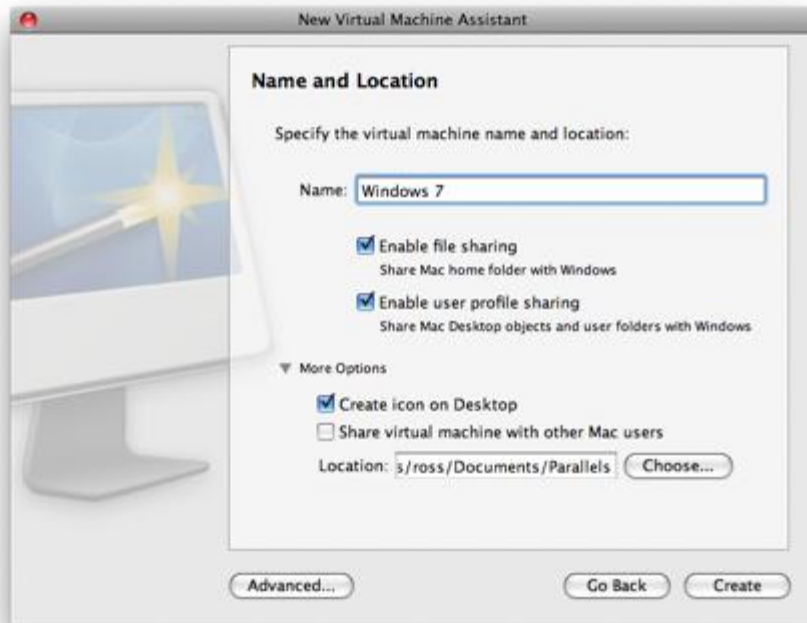 New Virtual Machine Assistant
Name and Location
Specify the virtual machine name and location:
Name: Windows 7
Enable file sharing
Share Mac home folder with Windows
Enable user profile sharing
Share Mac Desktop objects and user folders with Windows
More Options
Create icon on Desktop
Share virtual machine with other Mac users
Location: s/ross/Documents/Parallels Choose...
Advanced... Go Back Create